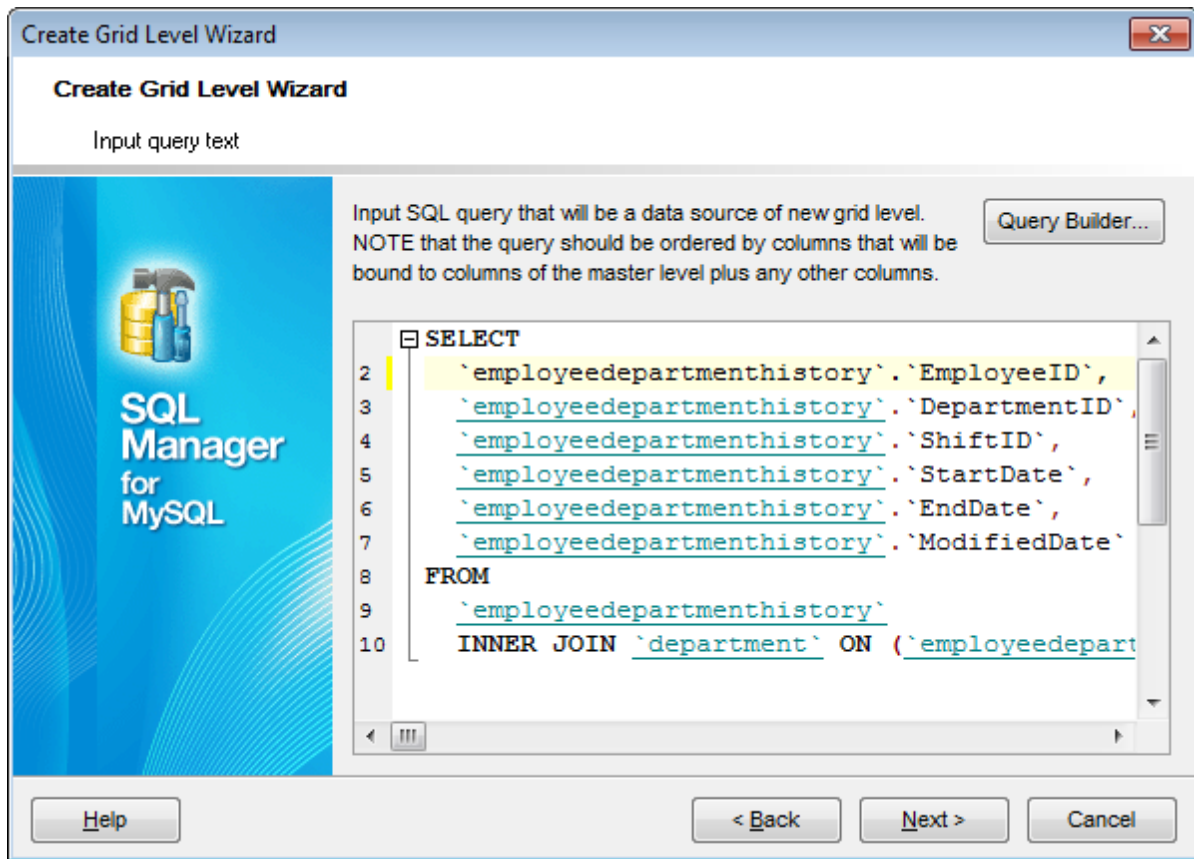 Create Grid Level Wizard
Create Grid Level Wizard
Input query text
Input SQL query that will be a data source of new grid level.
NOTE that the query should be ordered by columns that will be
bound to columns of the master level plus any other columns.
Query Builder...
SQL
Manager
for
MySQL
SELECT
2 `employeedepartmenthistory`.`EmployeeID`,
3 `employeedepartmenthistory`.`DepartmentID`,
4 `employeedepartmenthistory`.`ShiftID`,
5 `employeedepartmenthistory`.`StartDate`,
6 `employeedepartmenthistory`.`EndDate`,
7 `employeedepartmenthistory`.`ModifiedDate`
8 FROM
9 `employeedepartmenthistory`
10 INNER JOIN `department` ON (`employeedepart
Help
< Back
Next >
Cancel